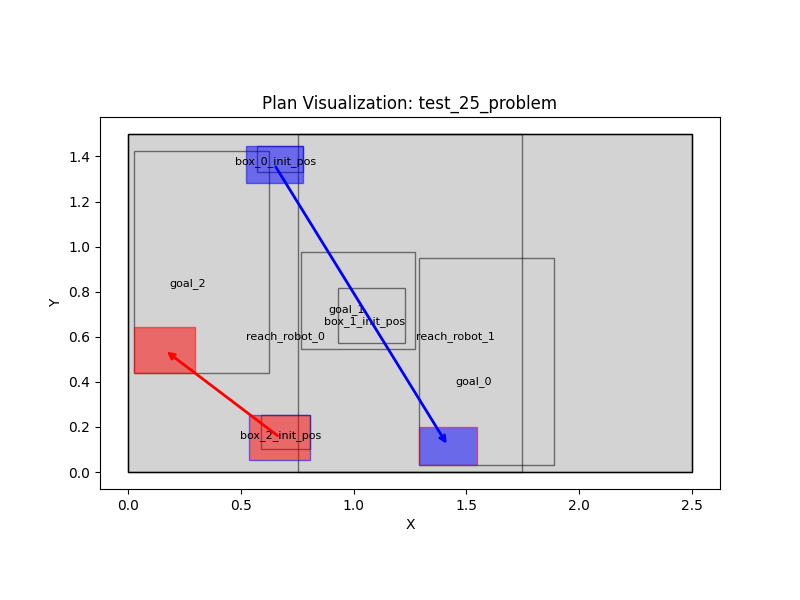 Plan Visualization: test_25_problem
1.4
1.2
1.0
0.8
0.6
0.4
0.2
0.0
Y
box_0_init_pos
goal_2
goal_1
box_1_init_pos
reach_robot_0
reach_robot_1
goal_0
box_2_init_pos
0.0 0.5 1.0 1.5 2.0 2.5
X